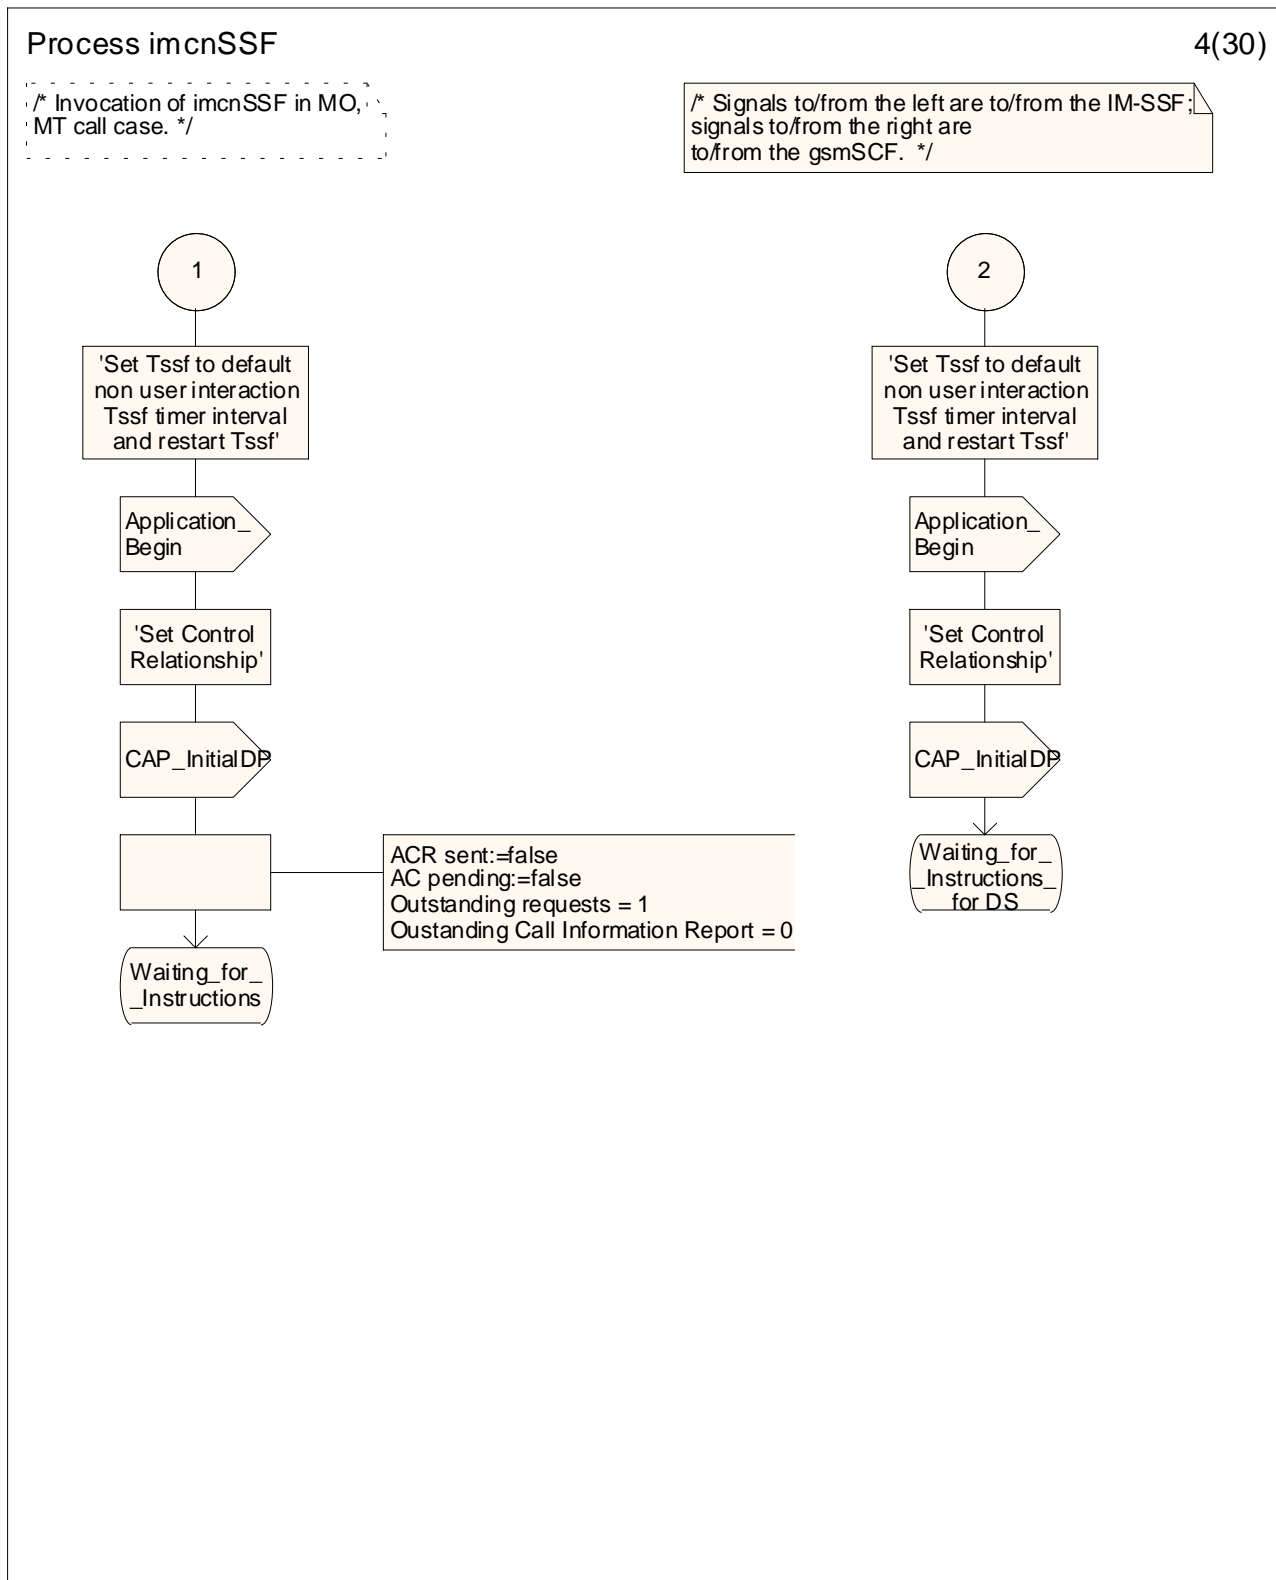 Process imcnSSF
4(30)
/* Invocation of imcnSSF in MO,
MT call case. */
/* Signals to/from the left are to/from the IM-SSF;
signals to/from the right are
to/from the gsmSCF. */
1
'Set Tssf to default
non user interaction
Tssf timer interval
and restart Tssf'
Application_
Begin
'Set Control
Relationship'
CAP_InitialDP
ACR sent:=false
AC pending:=false
Outstanding requests = 1
Oustanding Call Information Report = 0
Waiting_for_
_Instructions
2
'Set Tssf to default
non user interaction
Tssf timer interval
and restart Tssf'
Application_
Begin
'Set Control
Relationship'
CAP_InitialDP
Waiting_for_
_Instructions_
for DS